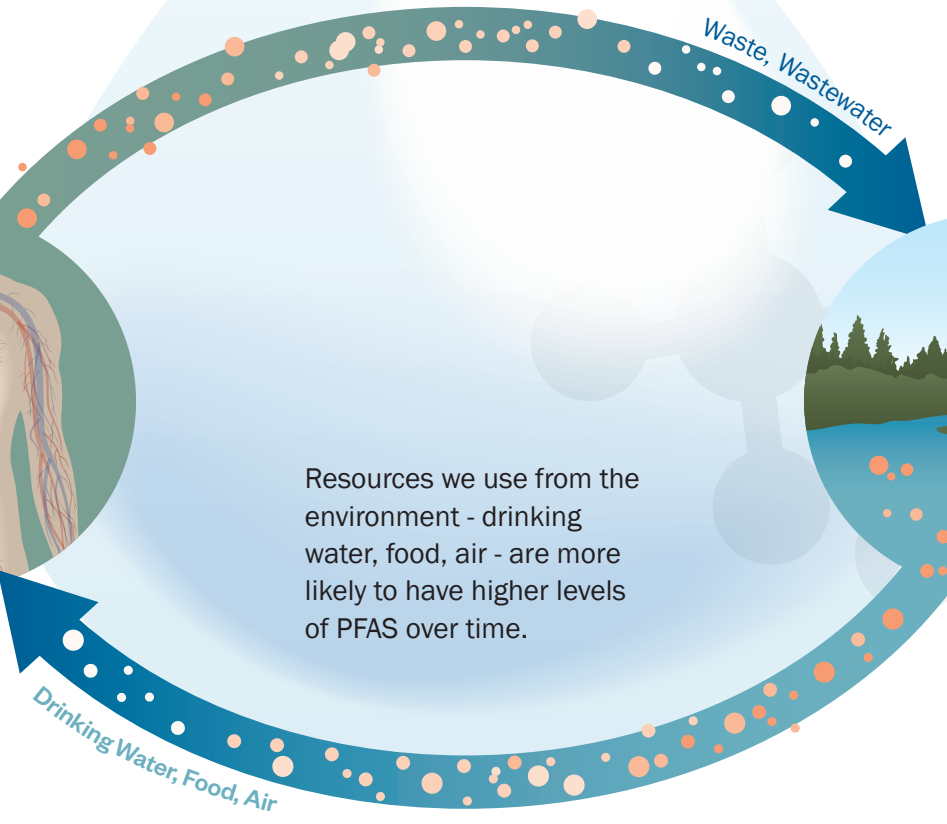 Waste, Wastewater
Resources we use from the
environment - drinking
water, food, air - are more
likely to have higher levels
of PFAS over time.
Drinking Water, Food, Air